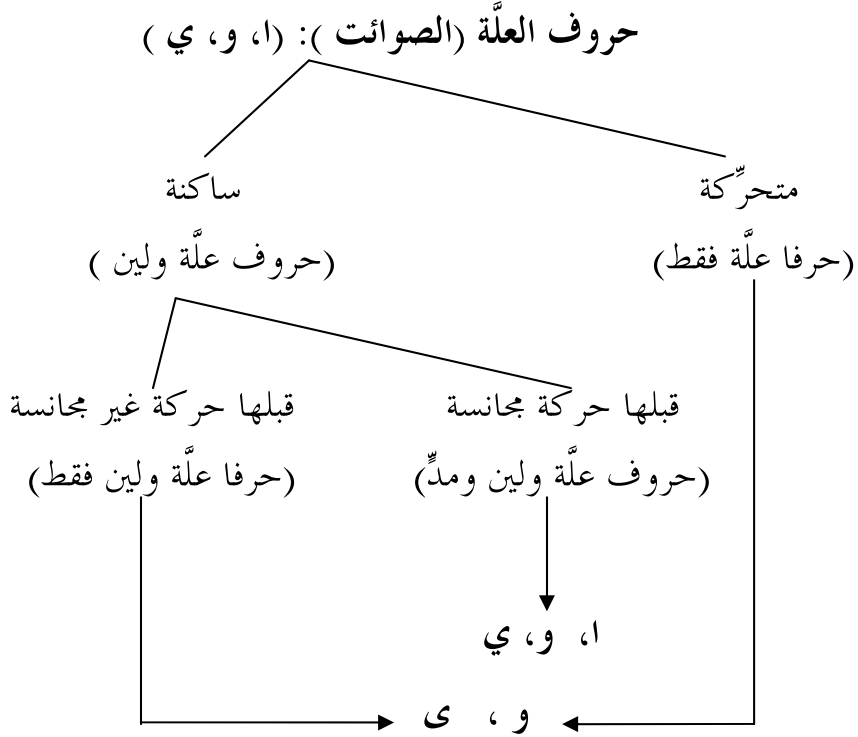 حروف العلَّة (الصوائت ): (ا، و، ي )
متحرِّكة
ساكنة
(حرفا علَّة فقط)
(حروف علَّة ولين )
قبلها حركة مجانسة
قبلها حركة غير مجانسة
(حروف علَّة ولين ومدٍّ)
(حرفا علَّة ولين فقط)
ا، و، ي
و ، ى